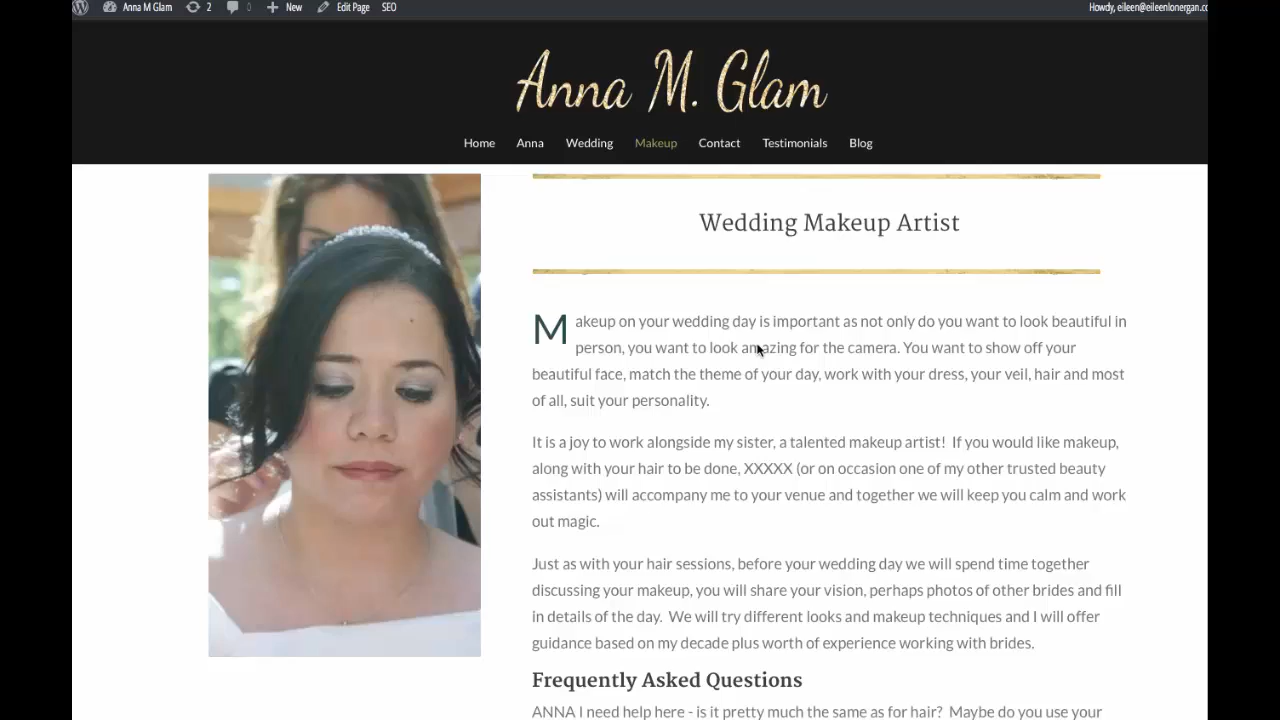 Anna M Glam 2 0 New Edit Page SEO Howdy, eileen@eileenlonergan.co
Anna M. Glam
Home Anna Wedding Makeup Contact Testimonials Blog
Wedding Makeup Artist
Makeup on your wedding day is important as not only do you want to look beautiful in
person, you want to look amazing for the camera. You want to show off your
beautiful face, match the theme of your day, work with your dress, your veil, hair and most
of all, suit your personality.
It is a joy to work alongside my sister, a talented makeup artist! If you would like makeup,
along with your hair to be done, XXXXX (or on occasion one of my other trusted beauty
assistants) will accompany me to your venue and together we will keep you calm and work
out magic.
Just as with your hair sessions, before your wedding day we will spend time together
discussing your makeup, you will share your vision, perhaps photos of other brides and fill
in details of the day. We will try different looks and makeup techniques and I will offer
guidance based on my decade plus worth of experience working with brides.
Frequently Asked Questions
ANNA I need help here - is it pretty much the same as for hair? Maybe do you use your